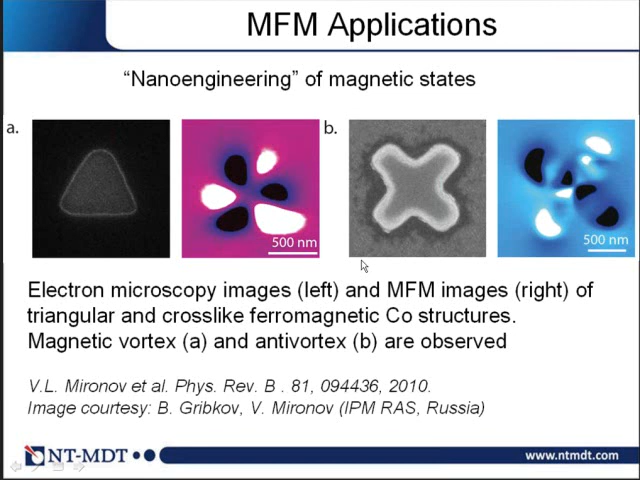 MFM Applications
“Nanoengineering” of magnetic states
a.
b.
500 nm
500 nm
Electron microscopy images (left) and MFM images (right) of
triangular and crosslike ferromagnetic Co structures.
Magnetic vortex (a) and antivortex (b) are observed
V.L. Mironov et al. Phys. Rev. B . 81, 094436, 2010.
Image courtesy: B. Gribkov, V. Mironov (IPM RAS, Russia)
NT-MDT
NT-MDT
www.ntmdt.com